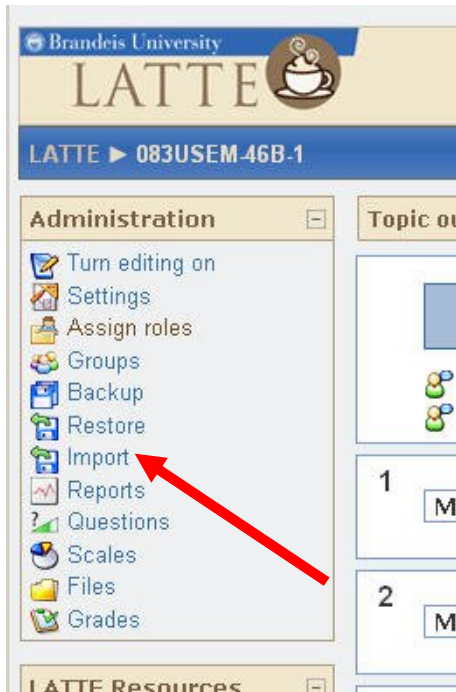 Brandeis University
LATTE
LATTE ► 083USEM-46B-1
Administration
Turn editing on
Settings
Assign roles
Groups
Backup
Restore
Import
Reports
Questions
Scales
Files
Grades
LATTE Resources
Topic ou
1
M
2
M